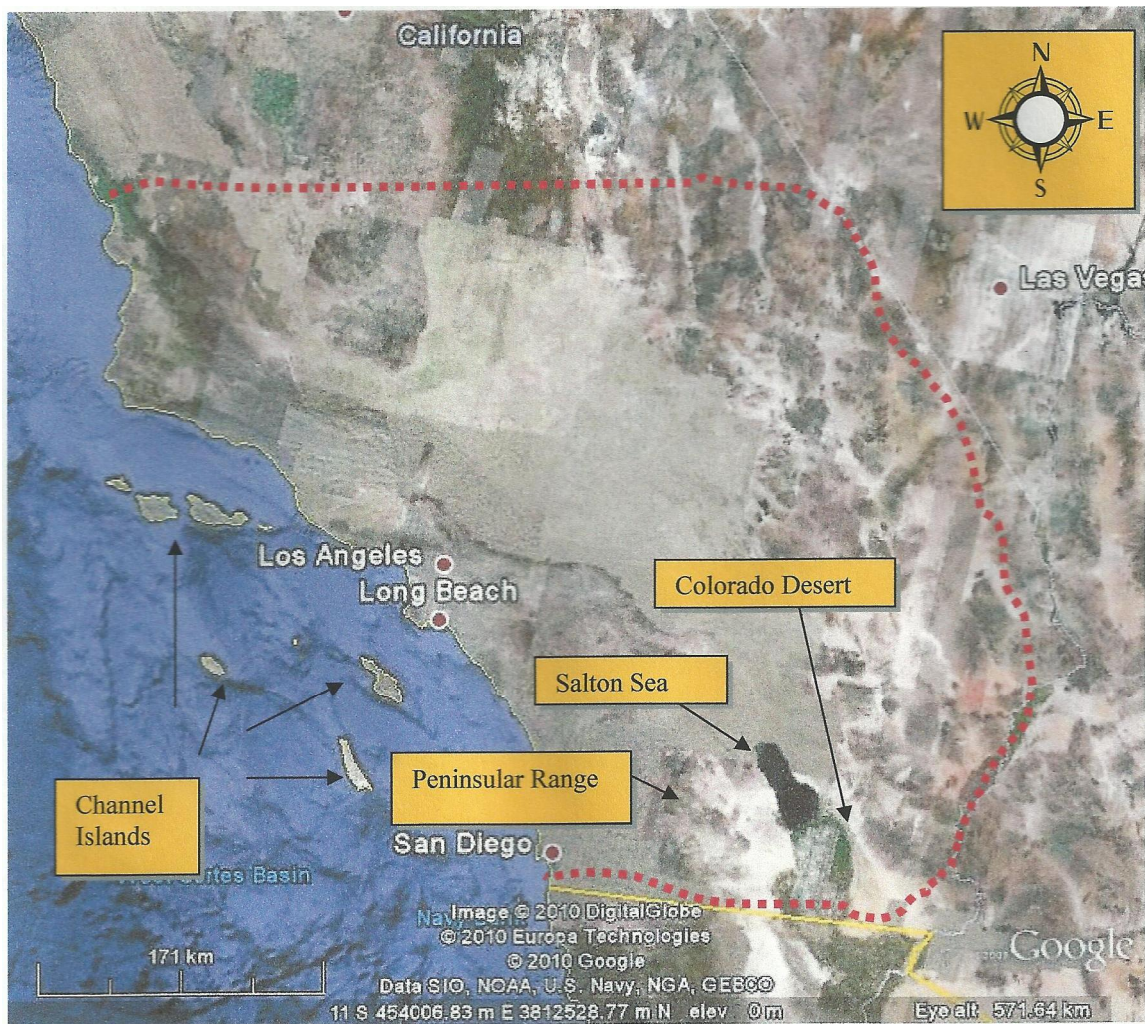 California
N
W E
S
Las Vegas
Los Angeles
Long Beach
Colorado Desert
Salton Sea
Peninsular Range
Channel
Islands
San Diego
Basin
Image © 2010 DigitalGlobe
© 2010 Europa Technologies
© 2010 Google
Data SIO, NOAA, U.S. Navy, NGA, GEBCO
171 km
Google
11 S 454006.83 m E 3812528.77 m N elev 0 m
Eye alt 571.64 km